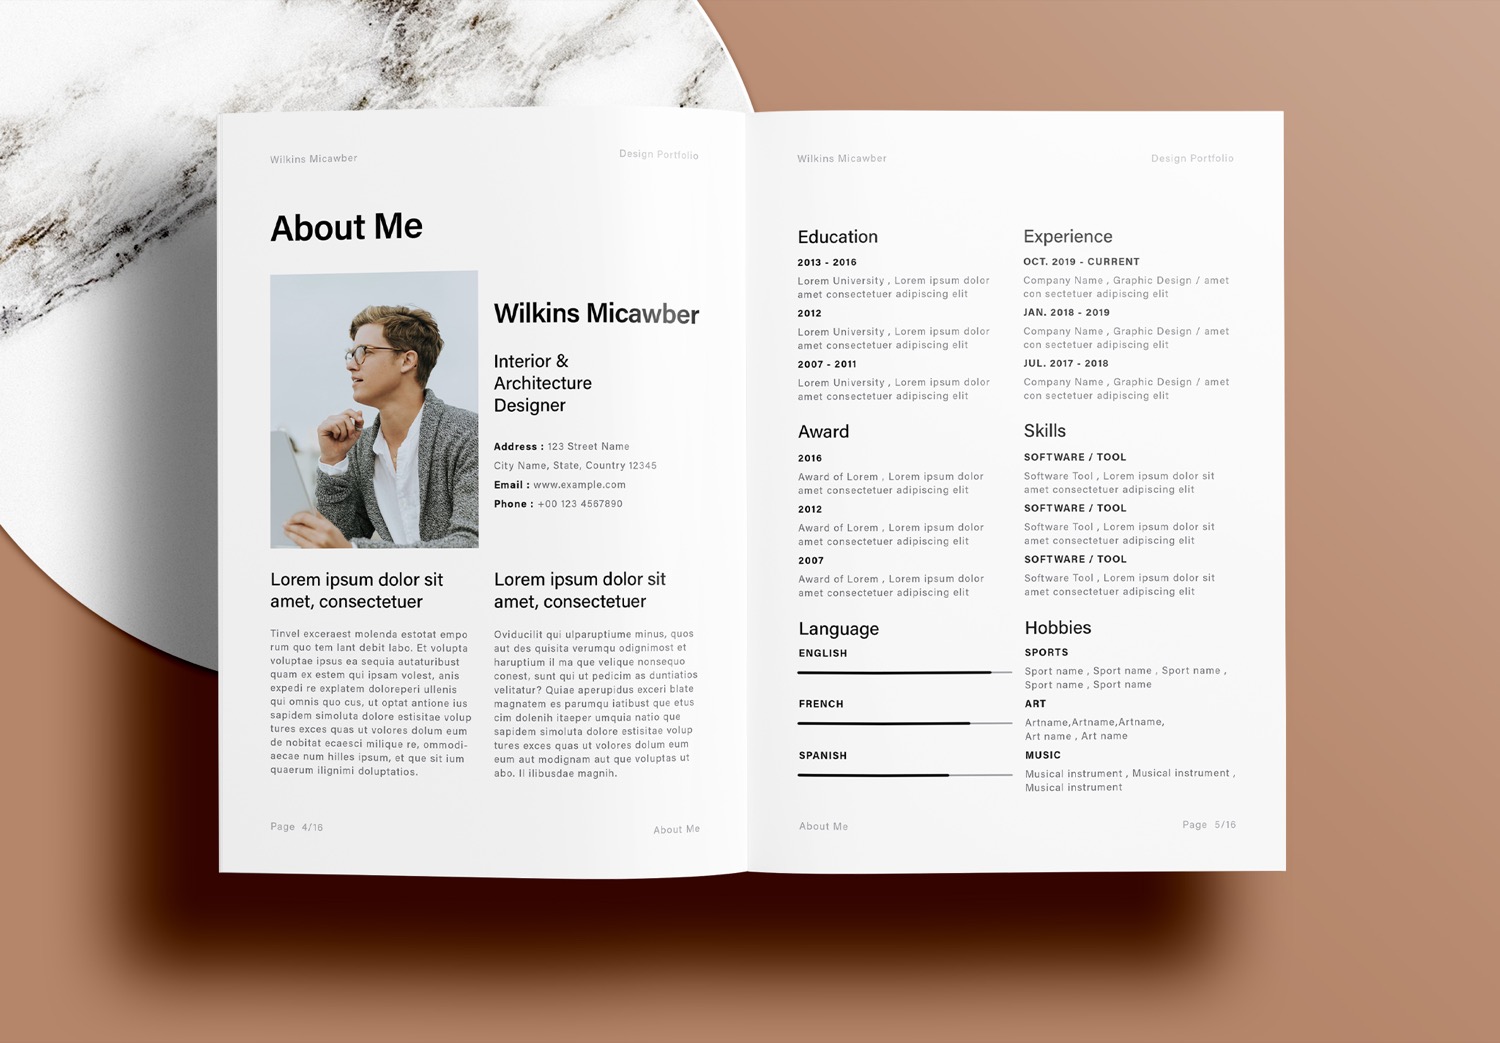 Wilkins Micawber
Design Portfolio
About Me
Wilkins Micawber
Interior &
Architecture
Designer
Address : 123 Street Name
City Name, State, Country 12345
Email : www.example.com
Phone : +00 123 4567890
Lorem ipsum dolor sit
amet, consectetuer
Tinvel exceraest molenda estotat empo
rum quo tem lant debit labo. Et volupta
voluptae ipsus ea sequia autaturibust
quam ex estem qui ipsam volest, anis
expedi re explatem doloreperi ullenis
qui omnis quo cus, ut optat antione ius
sapidem simoluta dolore estisitae volup
tures exces quas ut volores dolum eum
de nobitat ecaesci milique re, ommodi-
aecae num hilles ipsum, et que sit ium
quaerum ilignimi doluptatios.
Lorem ipsum dolor sit
amet, consectetuer
Oviducilit qui ulparuptiume minus, quos
aut des quisita verumqu odignimost et
haruptium il ma que velique nonsequo
conest, sunt qui ut pedicim as duntiatios
velitatur? Quiae aperupidus exceri blate
magnatem es parumqu iatibust que etus
cim dolenih itaeper umquia natio que
sapidem simoluta dolore estisitae volup
tures exces quas ut volores dolum eum
eum aut modignam aut que voluptas ut
abo. Il ilibusdae magnih.
Page 4/16
About Me
Wilkins Micawber
Design Portfolio
Education
2013 - 2016
Lorem University , Lorem ipsum dolor
amet consectetuer adipiscing elit
2012
Lorem University , Lorem ipsum dolor
amet consectetuer adipiscing elit
2007 - 2011
Lorem University , Lorem ipsum dolor
amet consectetuer adipiscing elit
Experience
OCT. 2019 - CURRENT
Company Name , Graphic Design / amet
con sectetuer adipiscing elit
JAN. 2018 - 2019
Company Name , Graphic Design / amet
con sectetuer adipiscing elit
JUL. 2017 - 2018
Company Name , Graphic Design / amet
con sectetuer adipiscing elit
Award
2016
Award of Lorem , Lorem ipsum dolor
amet consectetuer adipiscing elit
2012
Award of Lorem , Lorem ipsum dolor
amet consectetuer adipiscing elit
2007
Award of Lorem , Lorem ipsum dolor
amet consectetuer adipiscing elit
Skills
SOFTWARE / TOOL
Software Tool , Lorem ipsum dolor sit
amet consectetuer adipiscing elit
SOFTWARE / TOOL
Software Tool , Lorem ipsum dolor sit
amet consectetuer adipiscing elit
SOFTWARE / TOOL
Software Tool , Lorem ipsum dolor sit
amet consectetuer adipiscing elit
Language
ENGLISH
FRENCH
SPANISH
Hobbies
SPORTS
Sport name , Sport name , Sport name ,
Sport name , Sport name
ART
Artname,Artname,Artname,
Art name , Art name
MUSIC
Musical instrument , Musical instrument ,
Musical instrument
About Me
Page 5/16